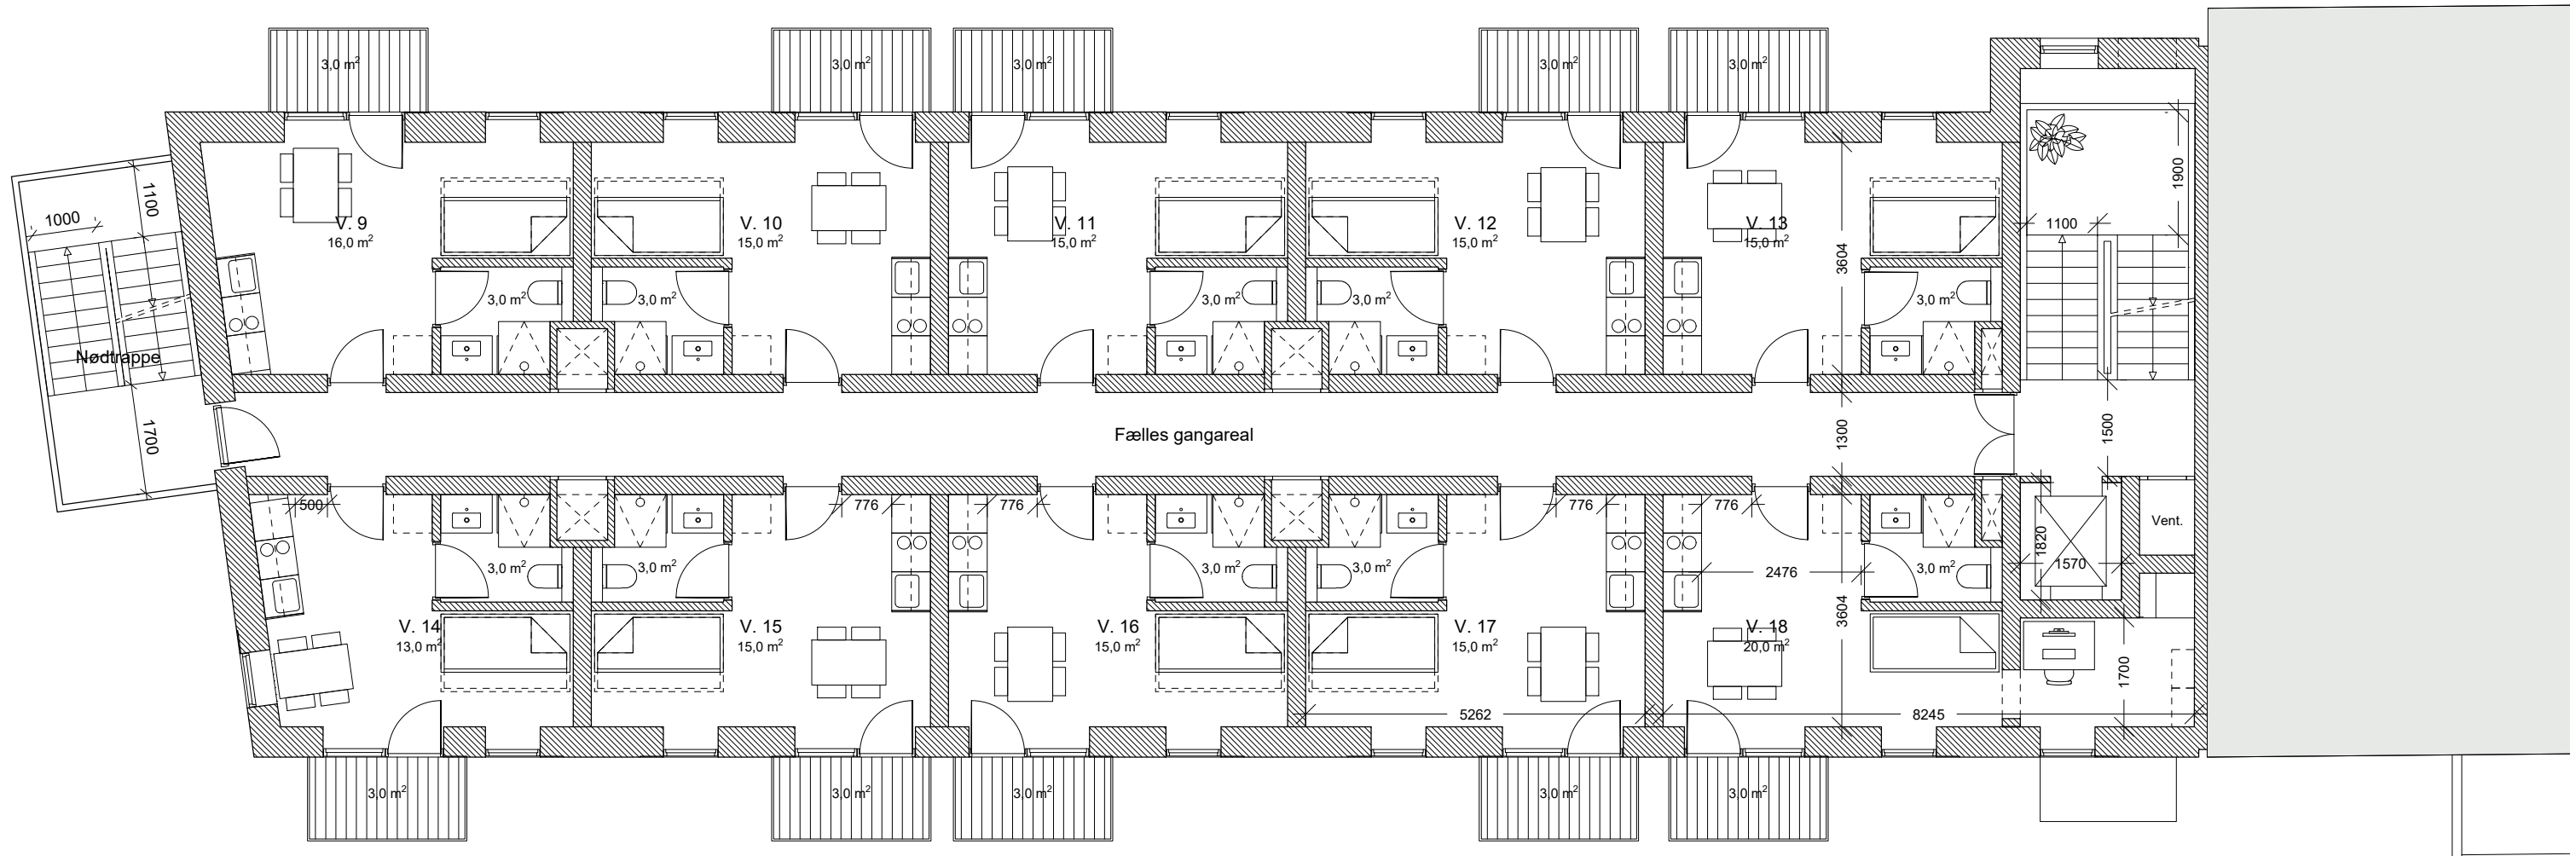 3,0 m²
3,0 m²
3,0 m²
3,0 m²
3,0 m²
1100
1000
1900
1100
V. 9
16,0 m²
V. 10
15,0 m²
V. 11
15,0 m²
V. 12
15,0 m²
V. 13
15,0 m²
3604
3,0 m²
3,0 m²
3,0 m²
3,0 m²
3,0 m²
Nødtrappe
1700
Fælles gangareal
1300
1500
500
776
776
776
776
Vent.
1820
1570
3,0 m²
3,0 m²
3,0 m²
3,0 m²
2476
3,0 m²
3604
V. 14
13,0 m²
V. 15
15,0 m²
V. 16
15,0 m²
V. 17
15,0 m²
V. 18
20,0 m²
1700
5262
8245
3,0 m²
3,0 m²
3,0 m²
3,0 m²
3,0 m²